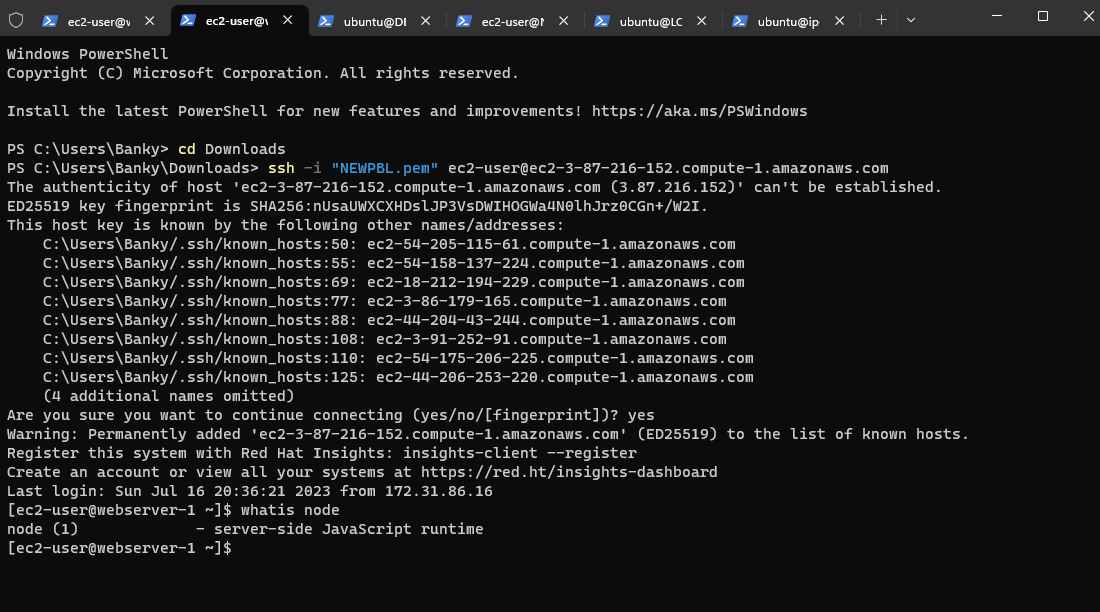 ec2-user@v
ec2-user@v
ubuntu@DI
ec2-user@N
ubuntu@LC
ubuntu@ip
Windows PowerShell
Copyright (C) Microsoft Corporation. All rights reserved.
Install the latest PowerShell for new features and improvements! https://aka.ms/PSWindows
PS C:\Users\Banky> cd Downloads
PS C:\Users\Banky\Downloads> ssh -i "NEWPBL.pem" ec2-user@ec2-3-87-216-152.compute-1.amazonaws.com
The authenticity of host 'ec2-3-87-216-152.compute-1.amazonaws.com (3.87.216.152)' can't be established.
ED25519 key fingerprint is SHA256:nUsaUWXCXHDslJP3VsDWIHOGWa4N0lhJrz0CGn+/W2I.
This host key is known by the following other names/addresses:
    C:\Users\Banky/.ssh/known_hosts:50: ec2-54-205-115-61.compute-1.amazonaws.com
    C:\Users\Banky/.ssh/known_hosts:55: ec2-54-158-137-224.compute-1.amazonaws.com
    C:\Users\Banky/.ssh/known_hosts:69: ec2-18-212-194-229.compute-1.amazonaws.com
    C:\Users\Banky/.ssh/known_hosts:77: ec2-3-86-179-165.compute-1.amazonaws.com
    C:\Users\Banky/.ssh/known_hosts:88: ec2-44-204-43-244.compute-1.amazonaws.com
    C:\Users\Banky/.ssh/known_hosts:108: ec2-3-91-252-91.compute-1.amazonaws.com
    C:\Users\Banky/.ssh/known_hosts:110: ec2-54-175-206-225.compute-1.amazonaws.com
    C:\Users\Banky/.ssh/known_hosts:125: ec2-44-206-253-220.compute-1.amazonaws.com
    (4 additional names omitted)
Are you sure you want to continue connecting (yes/no/[fingerprint])? yes
Warning: Permanently added 'ec2-3-87-216-152.compute-1.amazonaws.com' (ED25519) to the list of known hosts.
Register this system with Red Hat Insights: insights-client --register
Create an account or view all your systems at https://red.ht/insights-dashboard
Last login: Sun Jul 16 20:36:21 2023 from 172.31.86.16
[ec2-user@webserver-1 ~]$ whatis node
node (1)             - server-side JavaScript runtime
[ec2-user@webserver-1 ~]$